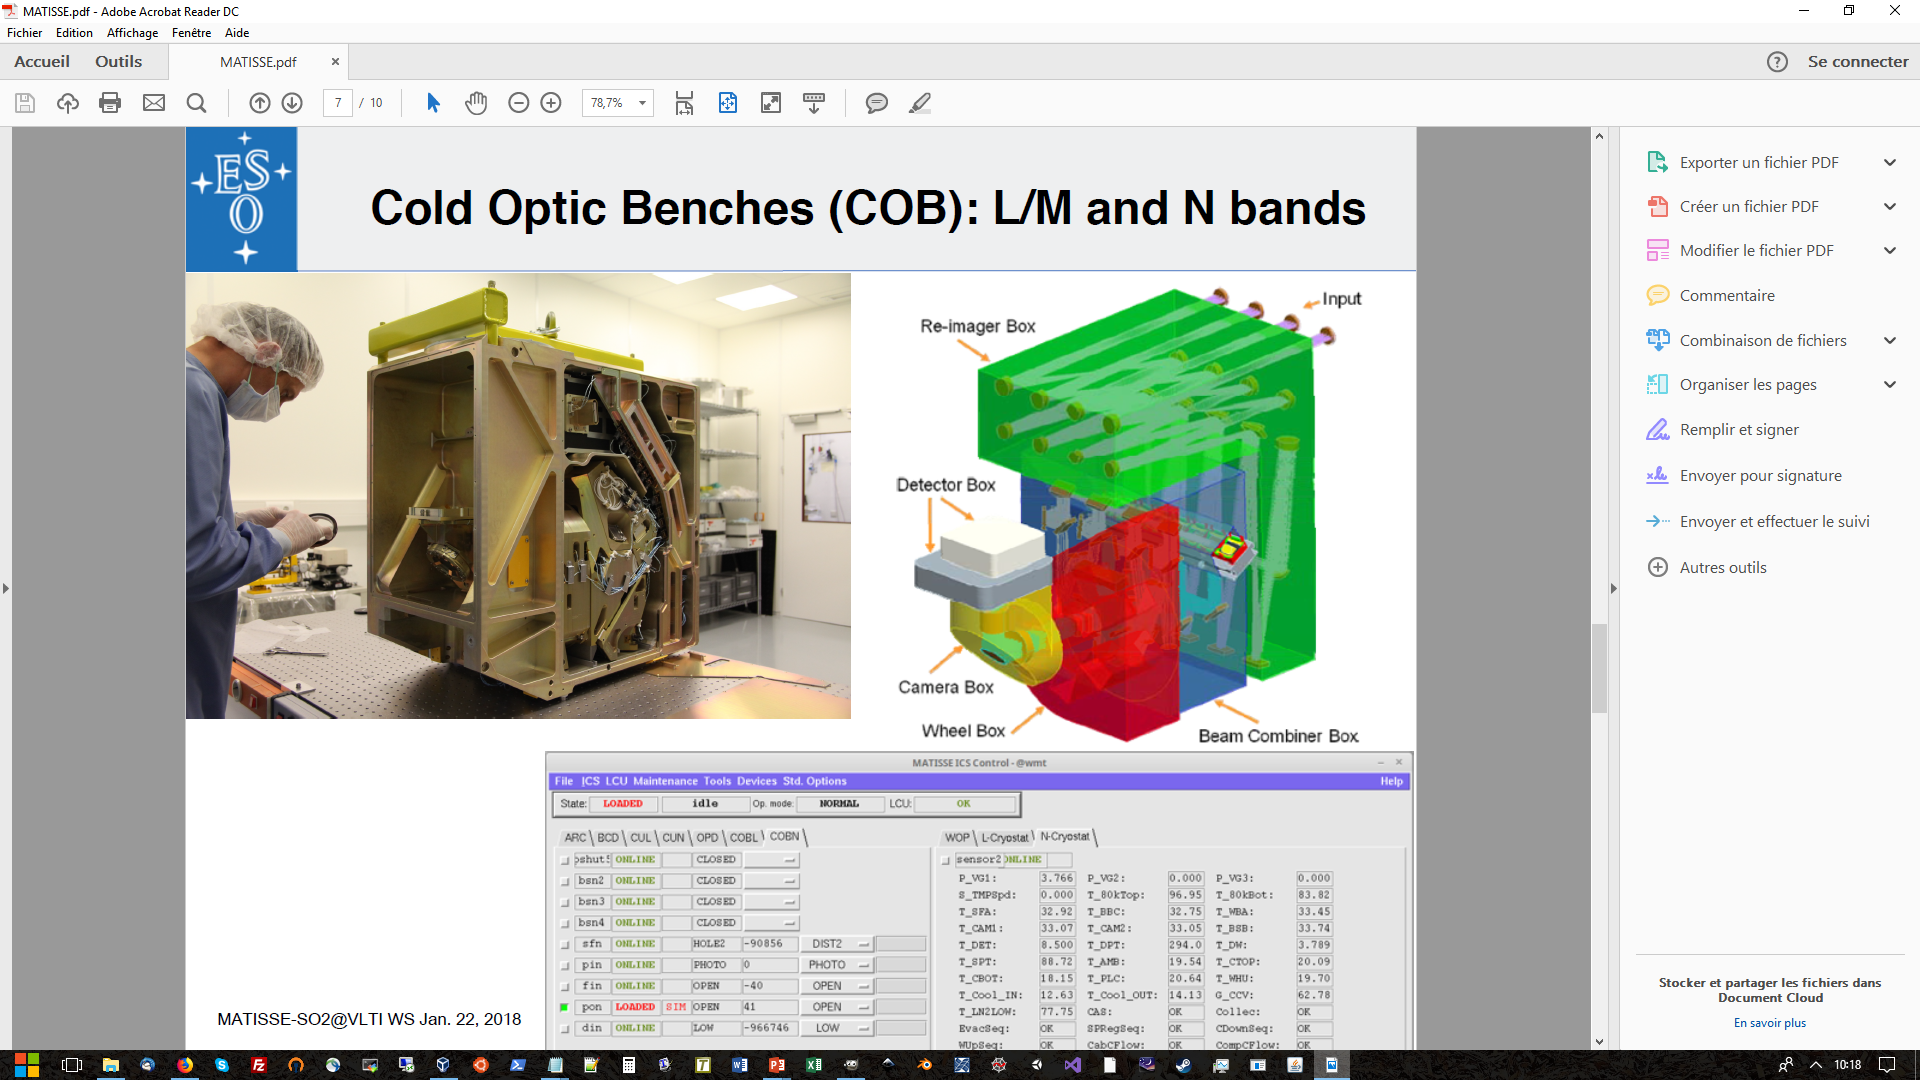 MATISSE.pdf - Adobe Acrobat Reader DC
Fichier Edition Affichage Fenêtre Aide
Accueil Outils MATISSE.pdf × Se connecter
7 / 10 78,7%
ESO
Cold Optic Benches (COB): L/M and N bands
Input
Re-imager Box
Detector Box
Camera Box
Wheel Box
Beam Combiner Box
MATISSE ICS Control - @wmt
File ICS LCU Maintenance Tools Devices Std. Options Help
State: LOADED idle Op. mode: NORMAL LCU: OK
ARC BCD CUL CUN OPD COBL COBN
ONLINE CLOSED
bsn2 ONLINE CLOSED
bsn3 ONLINE CLOSED
bsn4 ONLINE CLOSED
sfn ONLINE HOLE2 -90856 DIST2
pin ONLINE PHOTO 0 PHOTO
fin ONLINE OPEN -40 OPEN
pon LOADED SIM OPEN 41 OPEN
din ONLINE LOW -966746 LOW
WOP L-Cryostat N-Cryostat
sensor2 ONLINE
P_VG1: 3.766 P_VG2: 0.000 P_VG3: 0.000
S_TMPSpd: 0.000 T_80kTop: 96.95 T_80kBot: 83.82
T_SFA: 32.92 T_BBC: 32.75 T_WBA: 33.45
T_CAM1: 33.07 T_CAM2: 33.05 T_BSB: 33.74
T_DET: 8.500 T_DPT: 294.0 T_DW: 3.789
T_SPT: 88.72 T_AMB: 19.54 T_CTOP: 20.09
T_CBOT: 18.15 T_PLC: 20.64 T_WHU: 19.70
T_Cool_IN: 12.63 T_Cool_OUT: 14.13 G_CCV: 62.78
T_LN2LOW: 77.75 CAS: OK Collec: OK
EvacSeq: OK SPRegSeq: OK CDownSeq: OK
WUpSeq: OK CabCFlow: OK CompCFlow: OK
MATISSE-SO2@VLTI WS Jan. 22, 2018
Exporter un fichier PDF
Créer un fichier PDF
Modifier le fichier PDF
Commentaire
Combinaison de fichiers
Organiser les pages
Remplir et signer
Envoyer pour signature
Envoyer et effectuer le suivi
Autres outils
Stocker et partager les fichiers dans
Document Cloud
En savoir plus
10:18